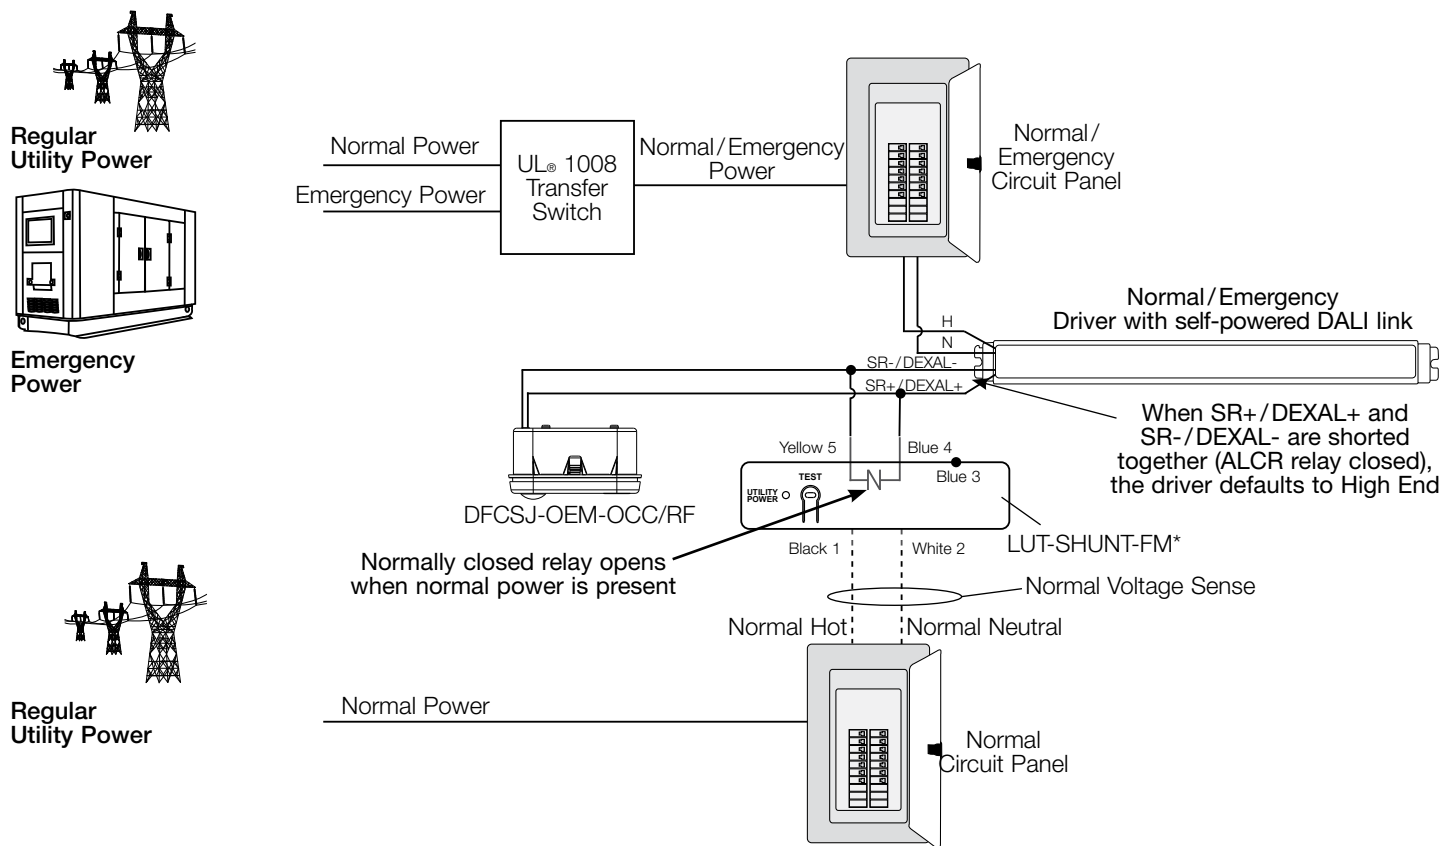 Regular
Utility Power
Normal Power
Emergency Power
UL® 1008
Transfer
Switch
Normal/Emergency
Power
Normal/
Emergency
Circuit Panel
Emergency
Power
Normal/Emergency
Driver with self-powered DALI link
H
N
SR-/DEXAL-
SR+/DEXAL+
When SR+/DEXAL+ and
SR-/DEXAL- are shorted
together (ALCR relay closed),
the driver defaults to High End
DFCSJ-OEM-OCC/RF
Yellow 5
Blue 4
Blue 3
UTILITY
POWER
TEST
N
Black 1
White 2
LUT-SHUNT-FM*
Normally closed relay opens
when normal power is present
Normal Voltage Sense
Normal Hot
Normal Neutral
Regular
Utility Power
Normal Power
Normal
Circuit Panel